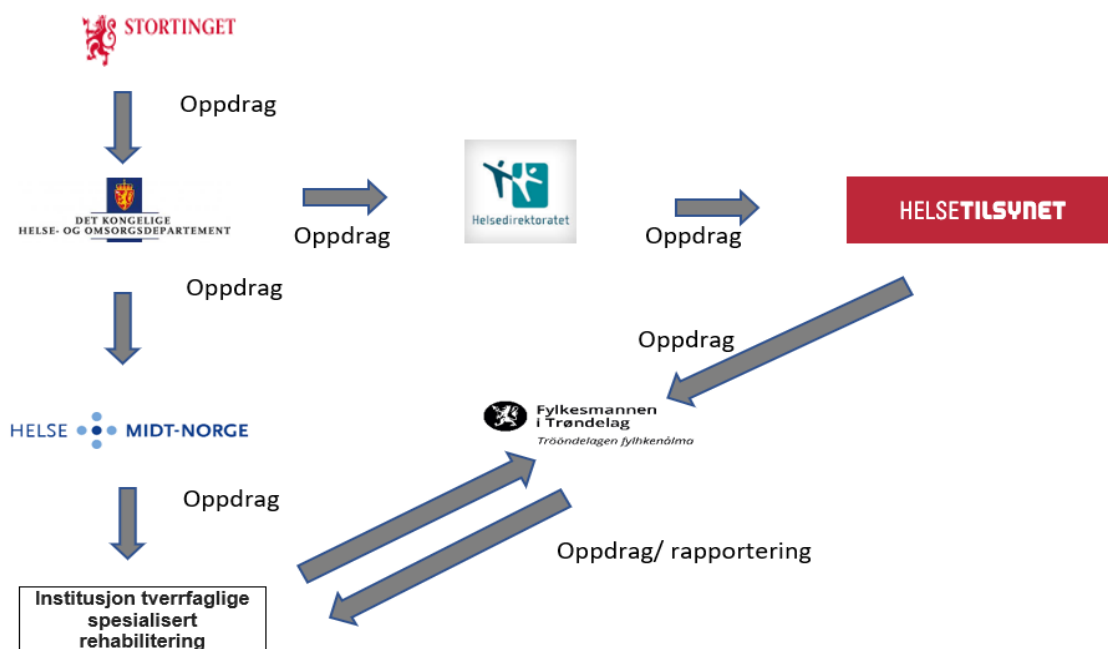 STORTINGET
Oppdrag
DET KONGELIGE
HELSE- OG OMSORGSDEPARTEMENT
Oppdrag
Helsedirektoratet
Oppdrag
HELSETILSYNET
Oppdrag
Oppdrag
HELSE MIDT-NORGE
Fylkesmannen
i Trøndelag
Trööndelagen fylhkenålma
Oppdrag
Oppdrag/ rapportering
Institusjon tverrfaglige
spesialisert
rehabilitering